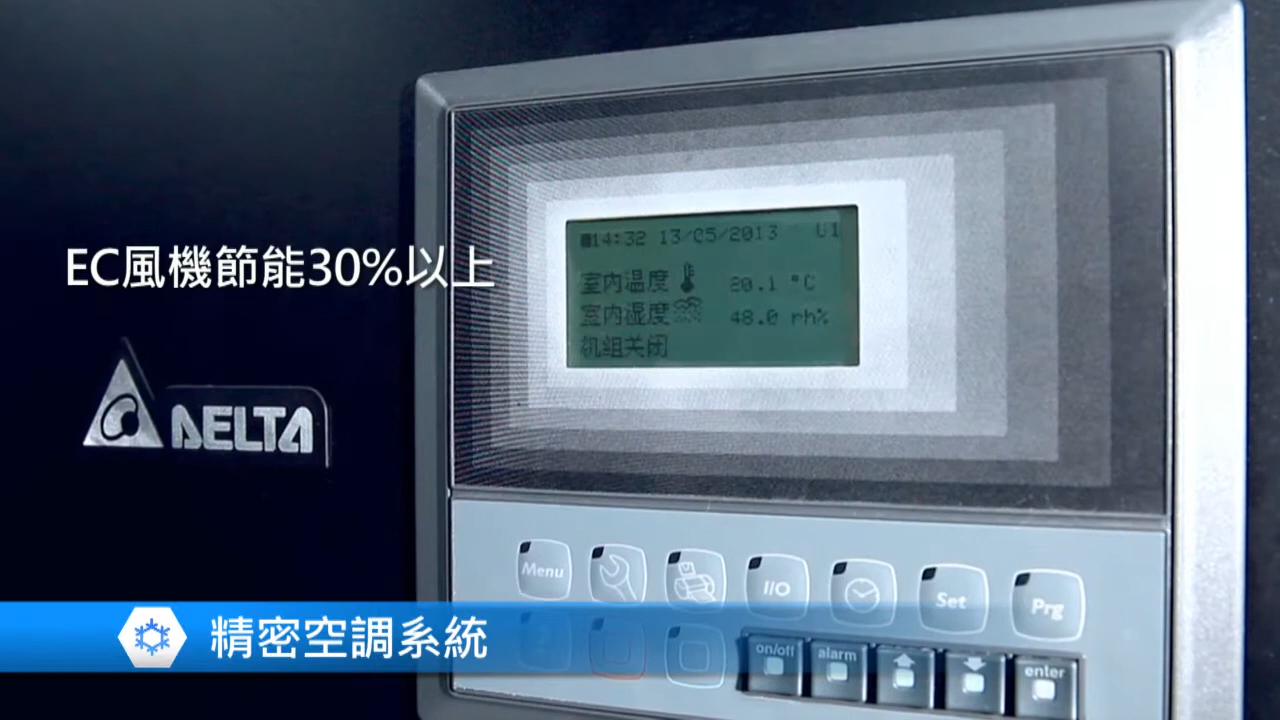 EC風機節能30%以上
DELTA
14:32 13/05/2013 U1
室内温度 20.1 °C
室内湿度 48.0 rh%
机组关闭
Menu
I/O
Set
Prg
on/off
alarm
enter
精密空調系統